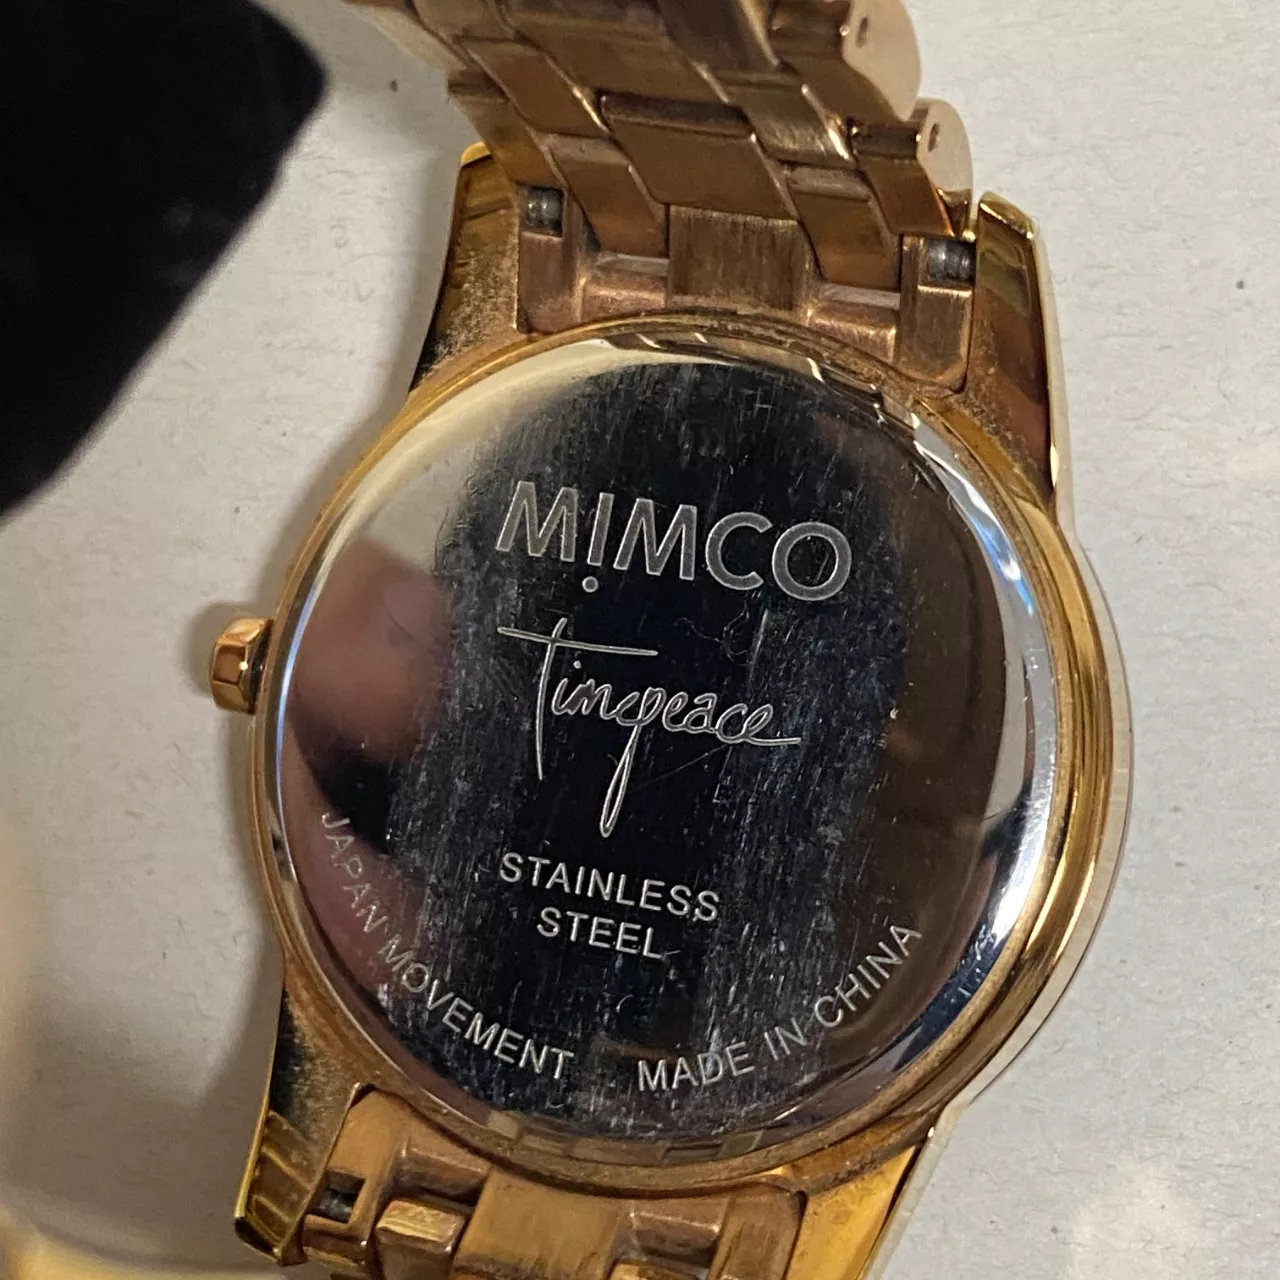 MIMCO
Timepeace
STAINLESS
STEEL
JAPAN MOVEMENT
MADE IN CHINA